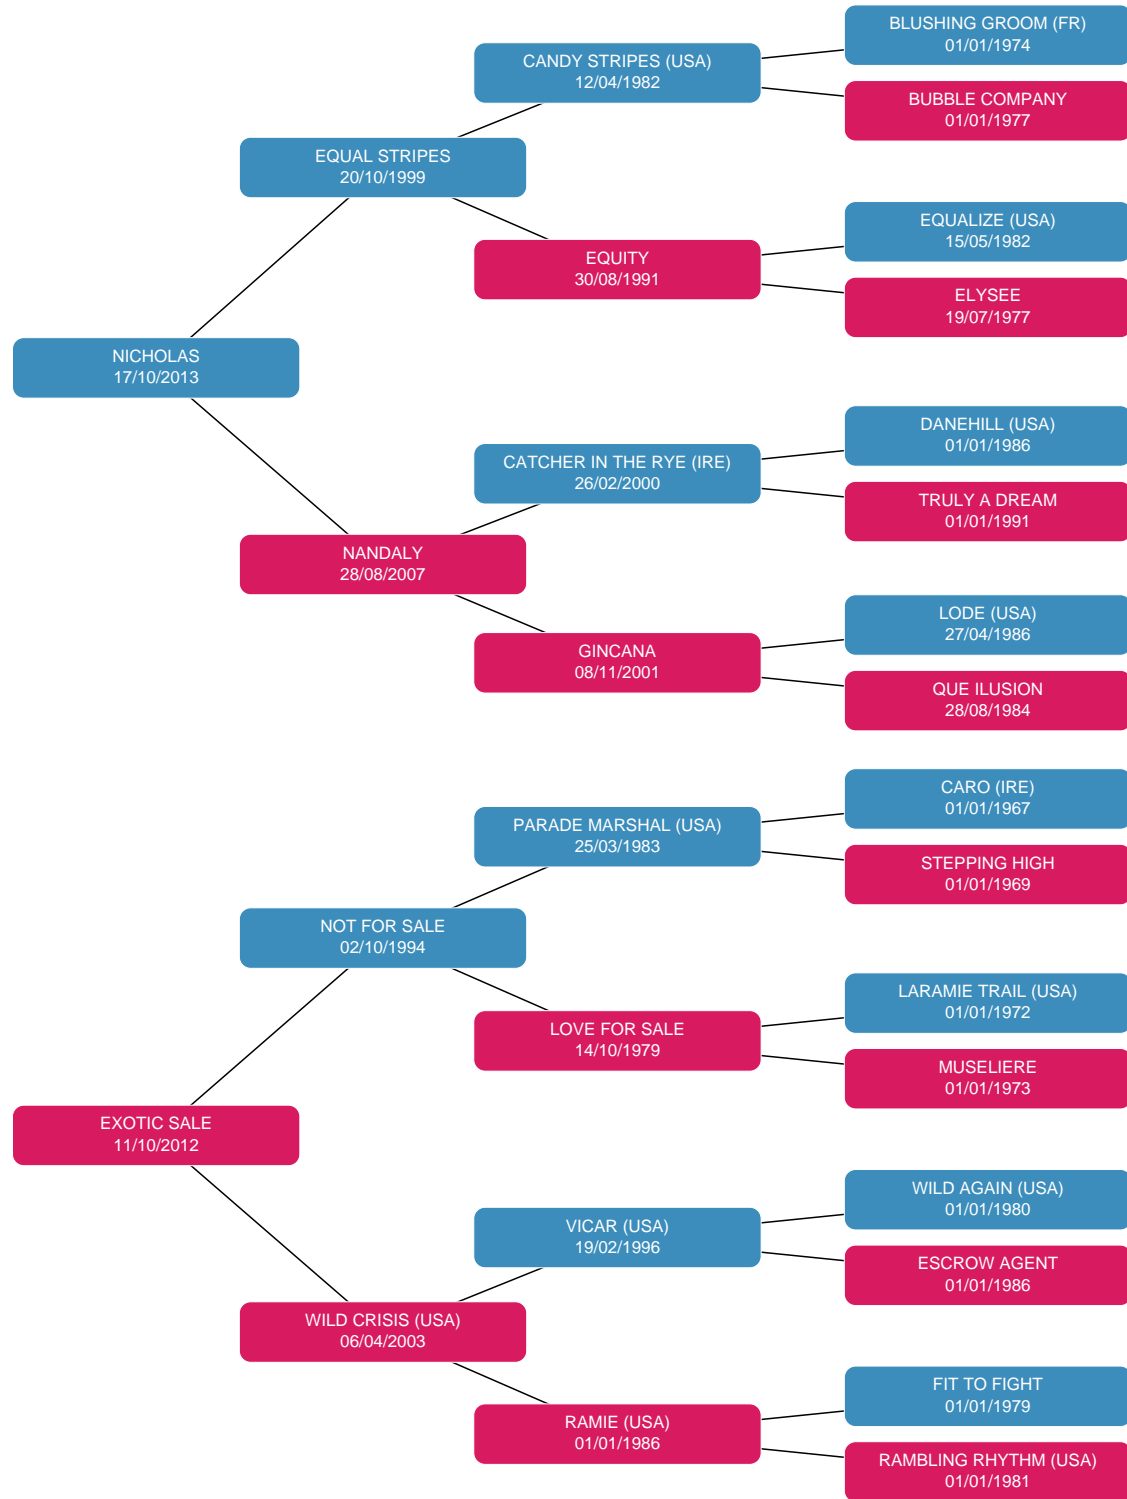 BLUSHING GROOM (FR)
01/01/1974
CANDY STRIPES (USA)
12/04/1982
BUBBLE COMPANY
01/01/1977
EQUAL STRIPES
20/10/1999
EQUALIZE (USA)
15/05/1982
EQUITY
30/08/1991
ELYSEE
19/07/1977
NICHOLAS
17/10/2013
DANEHILL (USA)
01/01/1986
CATCHER IN THE RYE (IRE)
26/02/2000
TRULY A DREAM
01/01/1991
NANDALY
28/08/2007
LODE (USA)
27/04/1986
GINCANA
08/11/2001
QUE ILUSION
28/08/1984
CARO (IRE)
01/01/1967
PARADE MARSHAL (USA)
25/03/1983
STEPPING HIGH
01/01/1969
NOT FOR SALE
02/10/1994
LARAMIE TRAIL (USA)
01/01/1972
LOVE FOR SALE
14/10/1979
MUSELIERE
01/01/1973
EXOTIC SALE
11/10/2012
WILD AGAIN (USA)
01/01/1980
VICAR (USA)
19/02/1996
ESCROW AGENT
01/01/1986
WILD CRISIS (USA)
06/04/2003
FIT TO FIGHT
01/01/1979
RAMIE (USA)
01/01/1986
RAMBLING RHYTHM (USA)
01/01/1981